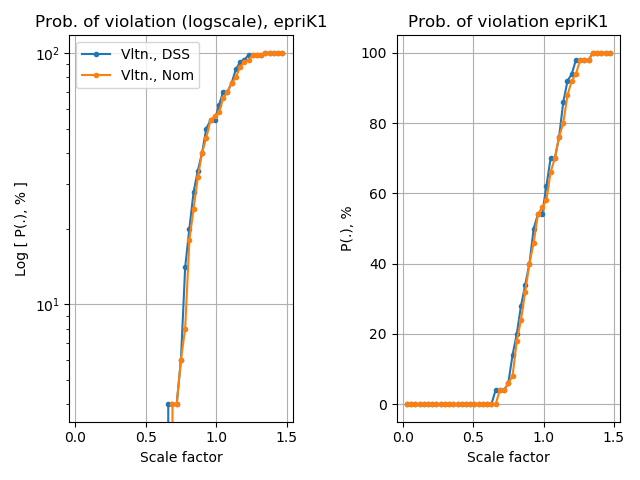 Prob. of violation (logscale), epriK1
Prob. of violation epriK1
Vltn., DSS
Vltn., Nom
Log [ P(.), % ]
10²
10¹
0.0 0.5 1.0 1.5
Scale factor
P(.), %
100
80
60
40
20
0
0.0 0.5 1.0 1.5
Scale factor